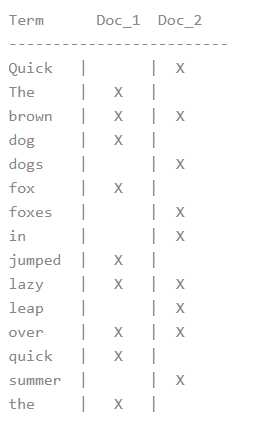 Term      Doc_1  Doc_2
-------------------------
Quick   |       |  X
The     |   X   |
brown   |   X   |  X
dog     |   X   |
dogs    |       |  X
fox     |   X   |
foxes   |       |  X
in      |       |  X
jumped  |   X   |
lazy    |   X   |  X
leap    |       |  X
over    |   X   |  X
quick   |   X   |
summer  |       |  X
the     |   X   |